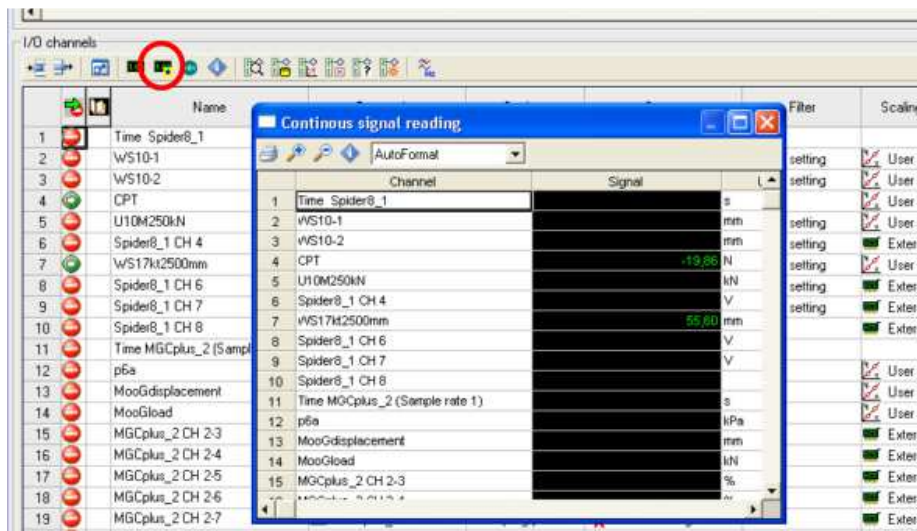 I/O channels
Name Filter Scaling
Continous signal reading
AutoFormat
Channel Signal
1 Time Spider8_1 s
2 WS10-1 mm
3 WS10-2 mm
4 CPT -19,86 N
5 U10M250kN kN
6 Spider8_1 CH 4 V
7 WS17kt2500mm 55,60 mm
8 Spider8_1 CH 6 V
9 Spider8_1 CH 7 V
10 Spider8_1 CH 8
11 Time MGCplus_2 (Sample rate 1) s
12 p6a kPa
13 MooGdisplacement mm
14 MooGload kN
15 MGCplus_2 CH 2-3 %
1 Time Spider8_1
2 WS10-1 setting User
3 WS10-2 setting User
4 CPT User
5 U10M250kN setting User
6 Spider8_1 CH 4 setting Exter
7 WS17kt2500mm setting User
8 Spider8_1 CH 6 setting Exter
9 Spider8_1 CH 7 setting Exter
10 Spider8_1 CH 8 Exter
11 Time MGCplus_2 (Sampl
12 p6a User
13 MooGdisplacement User
14 MooGload User
15 MGCplus_2 CH 2-3 Exter
16 MGCplus_2 CH 2-4 Exter
17 MGCplus_2 CH 2-5 Exter
18 MGCplus_2 CH 2-6 Exter
19 MGCplus_2 CH 2-7 Exter